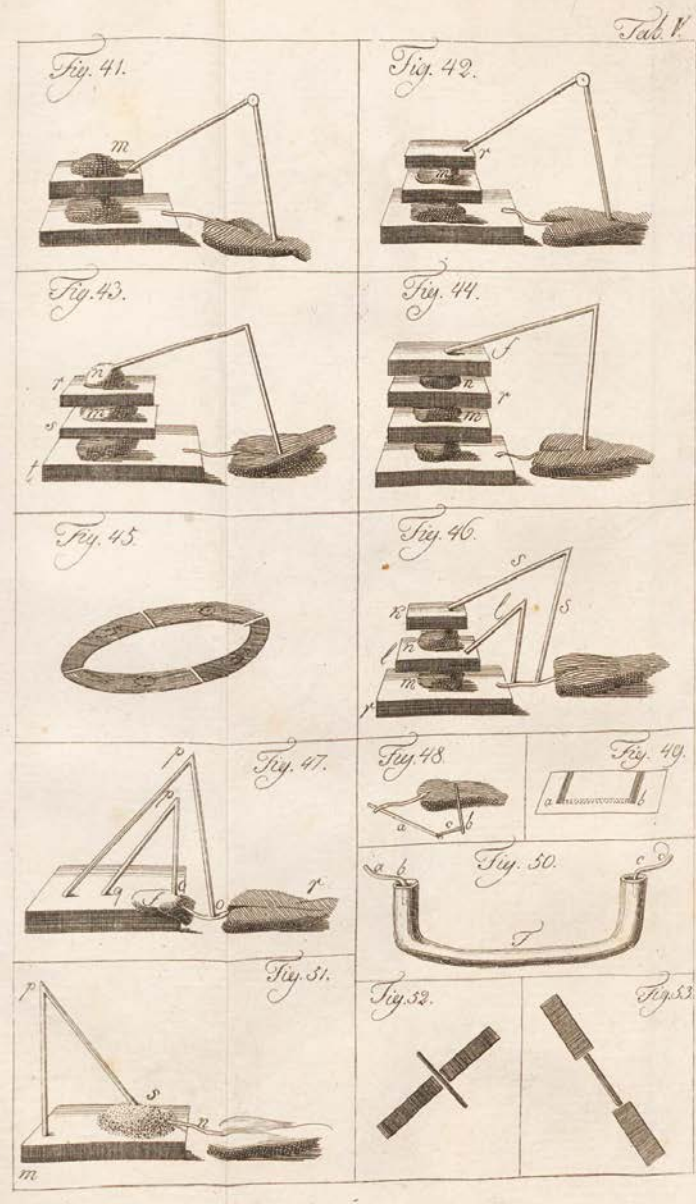 Tab. V.
Fig. 41.
m
Fig. 42.
r
m
Fig. 43.
n
r
m
s
t
Fig. 44.
f
n
r
m
Fig. 45.
Fig. 46.
s
s
k
l
n
l
m
r
Fig. 47.
p
p
q
f
q
o
r
Fig. 48.
a
c
b
Fig. 49.
a
b
Fig. 50.
a
b
c
d
T
Fig. 51.
p
s
n
m
Fig. 52.
Fig. 53.